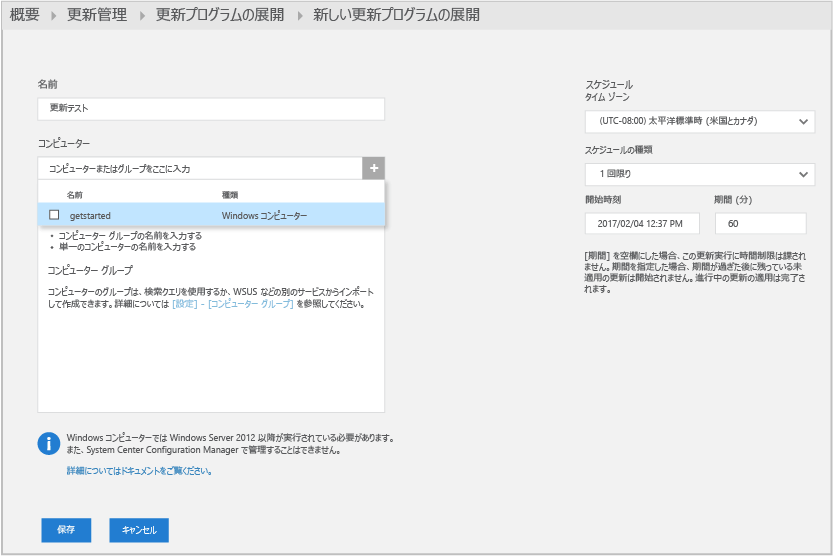 概要 更新管理 更新プログラムの展開 新しい更新プログラムの展開
名前
更新テスト
コンピューター
コンピューターまたはグループをここに入力
+
名前 種類
getstarted Windows コンピューター
• コンピューター グループの名前を入力する
• 単一のコンピューターの名前を入力する
コンピューター グループ
コンピューターのグループは、検索クエリを使用するか、WSUS などの別のサービスからインポート
して作成できます。詳細については [設定] - [コンピューター グループ] を参照してください。
Windows コンピューターでは Windows Server 2012 以降が実行されている必要があります。
また、System Center Configuration Manager で管理することはできません。
詳細についてはドキュメントをご覧ください。
保存 キャンセル
スケジュール
タイム ゾーン
(UTC-08:00) 太平洋標準時 (米国とカナダ)
スケジュールの種類
1 回限り
開始時刻 期間 (分)
2017/02/04 12:37 PM 60
[期間] を空欄にした場合、この更新実行に時間制限は課され
ません。期間を指定した場合、期間が過ぎた後に残っている未
適用の更新は開始されません。進行中の更新の適用は完了さ
れます。